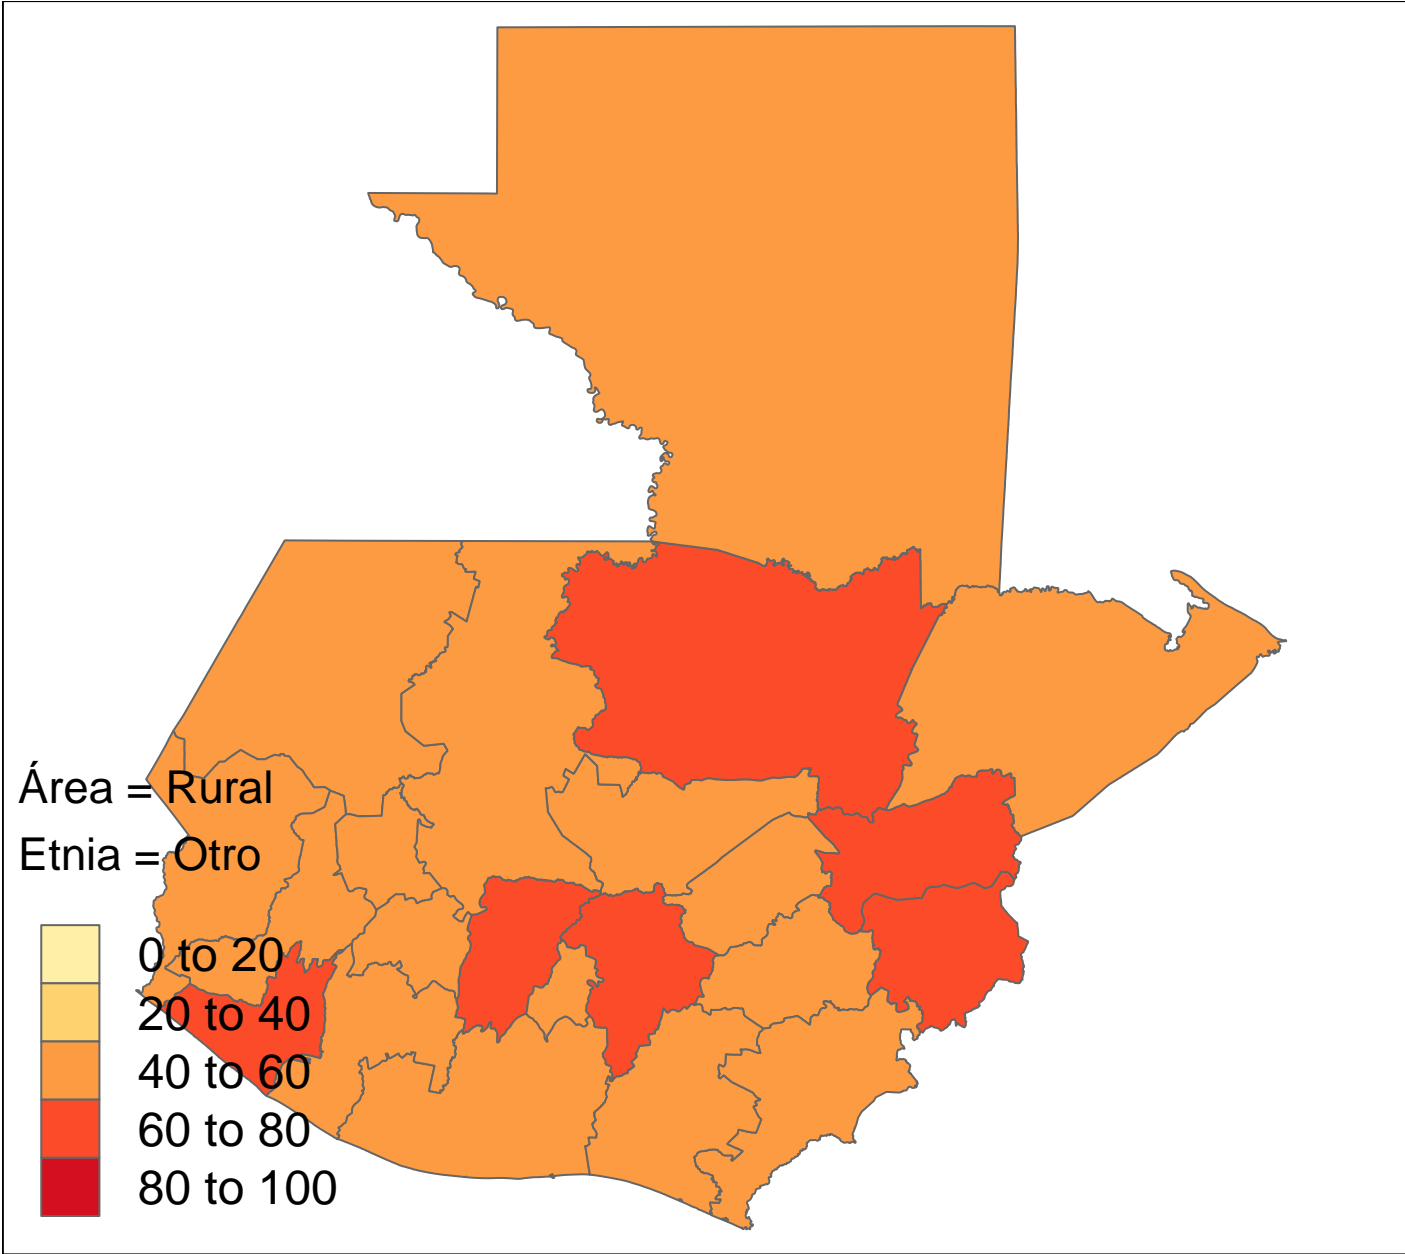 Área = Rural
Etnia = Otro
0 to 20
20 to 40
40 to 60
60 to 80
80 to 100